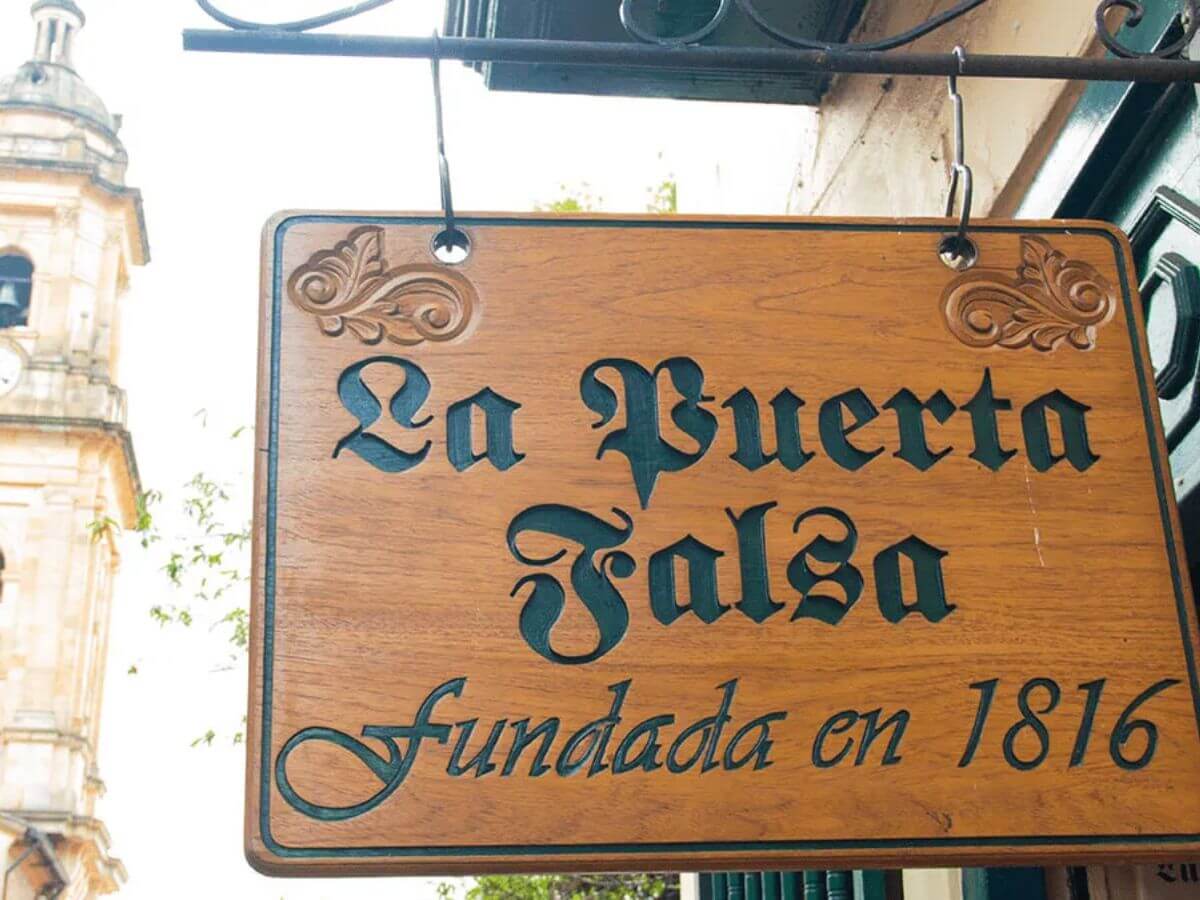 La Puerta
Falsa
Fundada en 1816